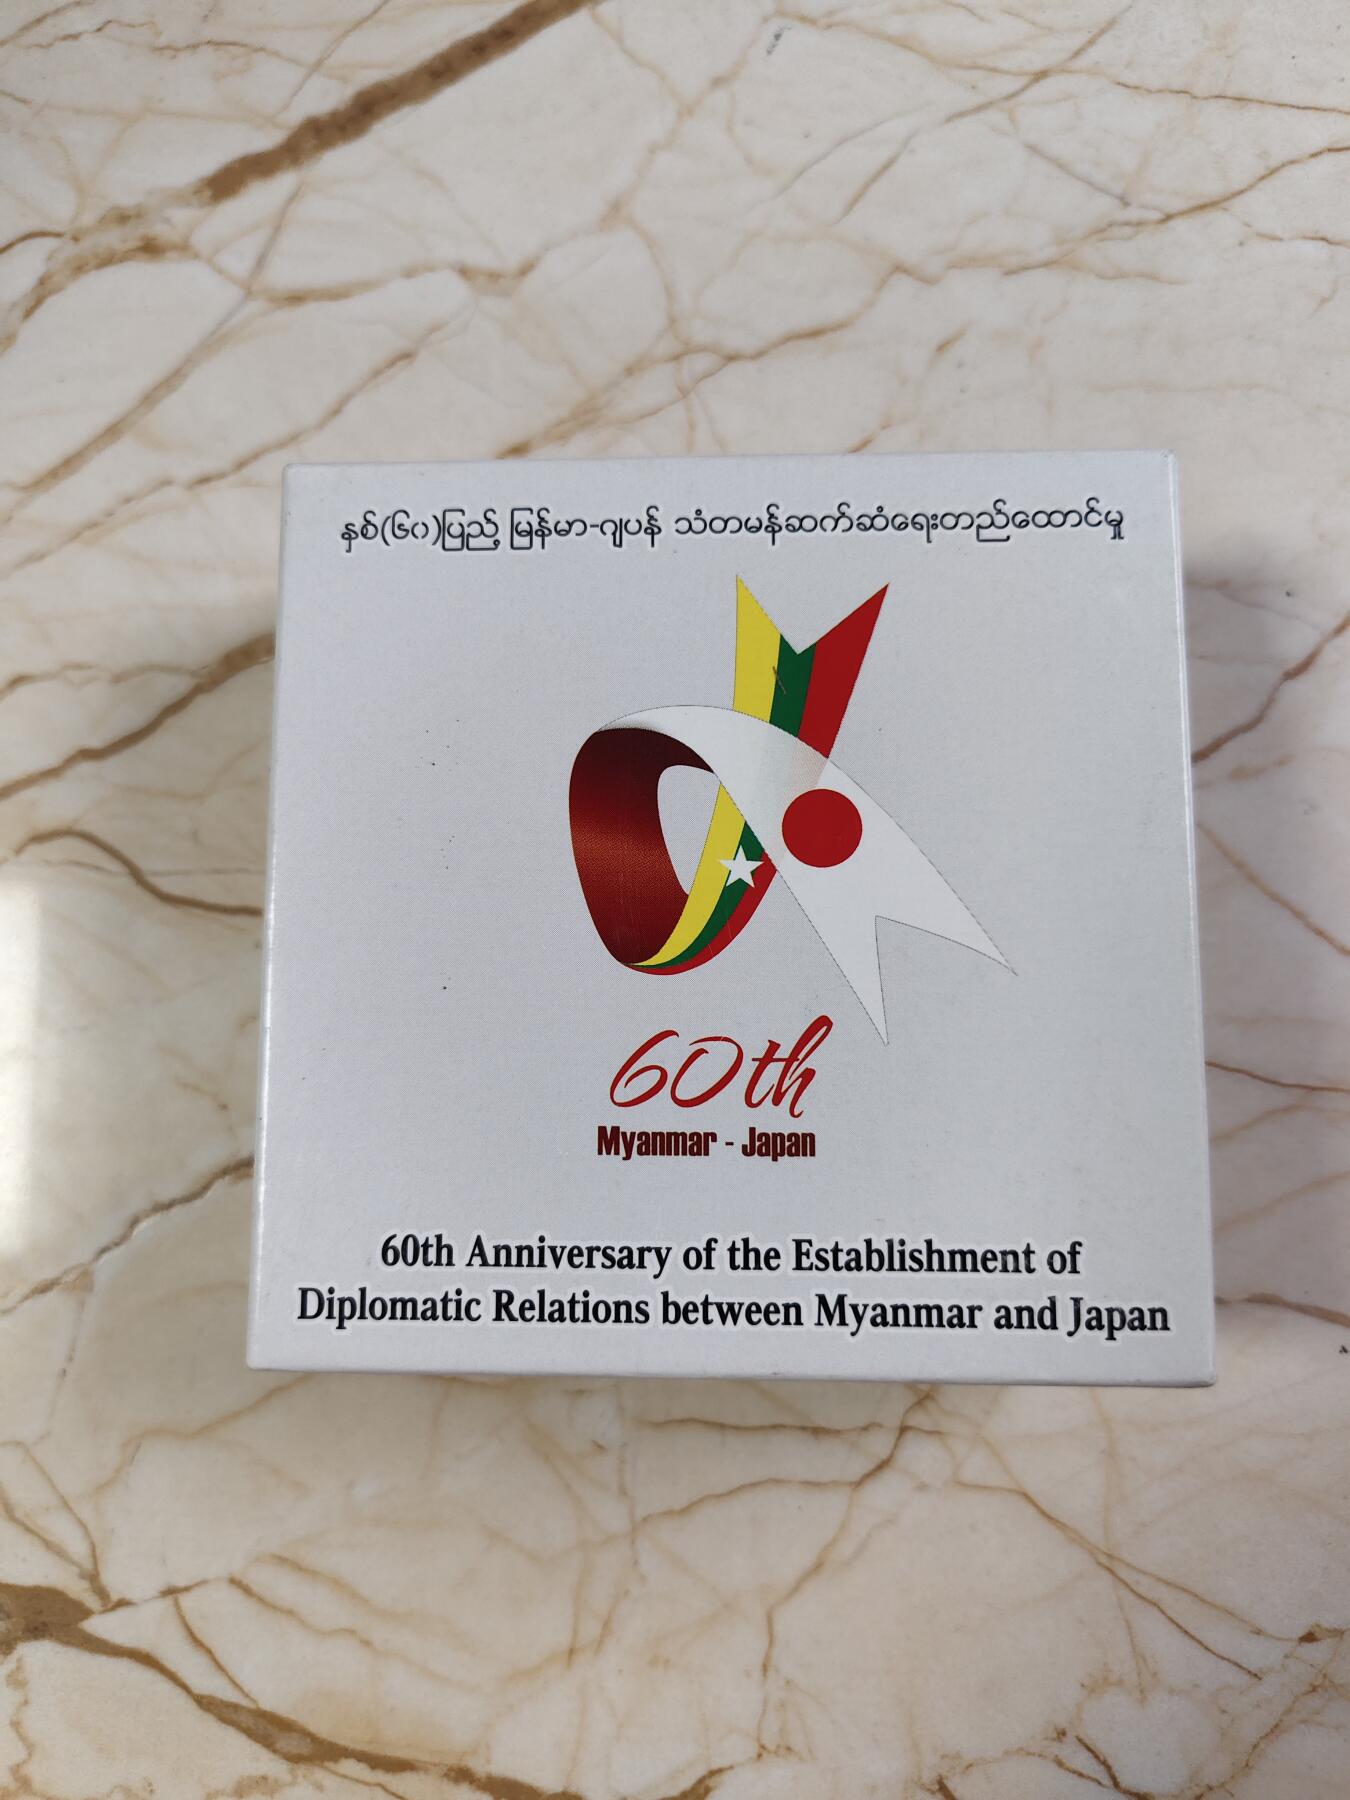 နှစ်(၆၀)ပြည့် မြန်မာ-ဂျပန် သံတမန်ဆက်ဆံရေးတည်ထောင်မှု
60th
Myanmar - Japan
60th Anniversary of the Establishment of
Diplomatic Relations between Myanmar and Japan